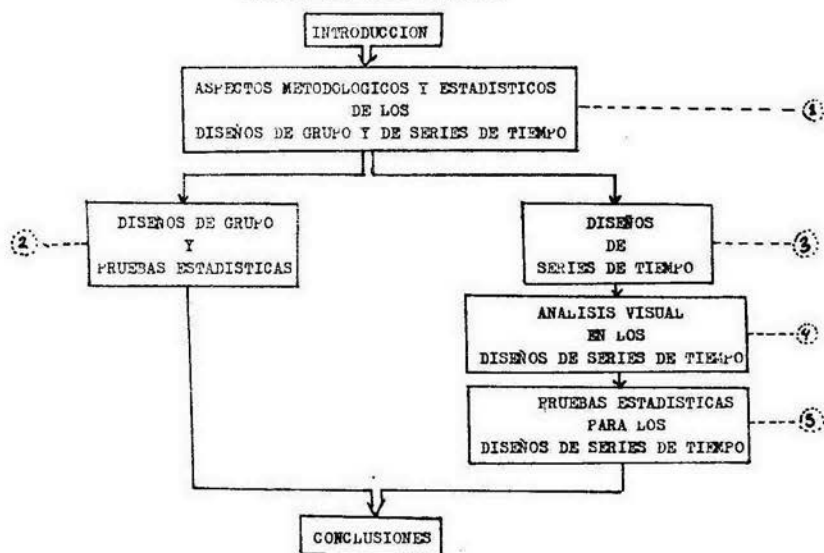 INTRODUCCION
ASPECTOS METODOLOGICOS Y ESTADISTICOS
DE LOS
DISEÑOS DE GRUPO Y DE SERIES DE TIEMPO
1
2
DISEÑOS DE GRUPO
Y
PRUEBAS ESTADISTICAS
DISEÑOS
DE
SERIES DE TIEMPO
3
ANALISIS VISUAL
EN LOS
DISEÑOS DE SERIES DE TIEMPO
4
PRUEBAS ESTADISTICAS
PARA LOS
DISEÑOS DE SERIES DE TIEMPO
5
CONCLUSIONES